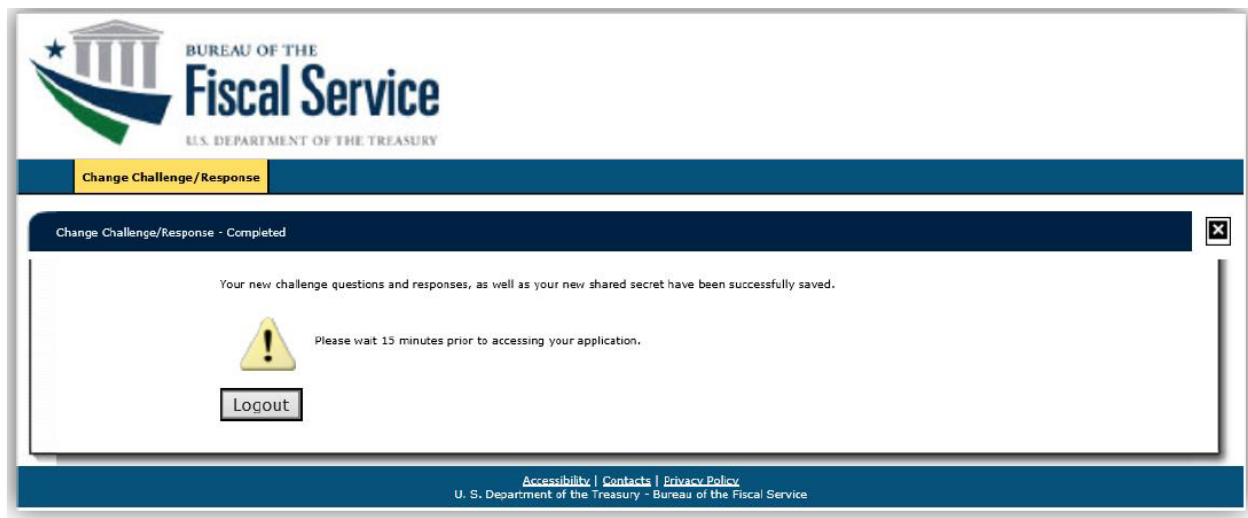 BUREAU OF THE
Fiscal Service
U.S. DEPARTMENT OF THE TREASURY
Change Challenge/Response
Change Challenge/Response - Completed
Your new challenge questions and responses, as well as your new shared secret have been successfully saved.
Please wait 15 minutes prior to accessing your application.
Logout
Accessibility | Contacts | Privacy Policy
U. S. Department of the Treasury - Bureau of the Fiscal Service